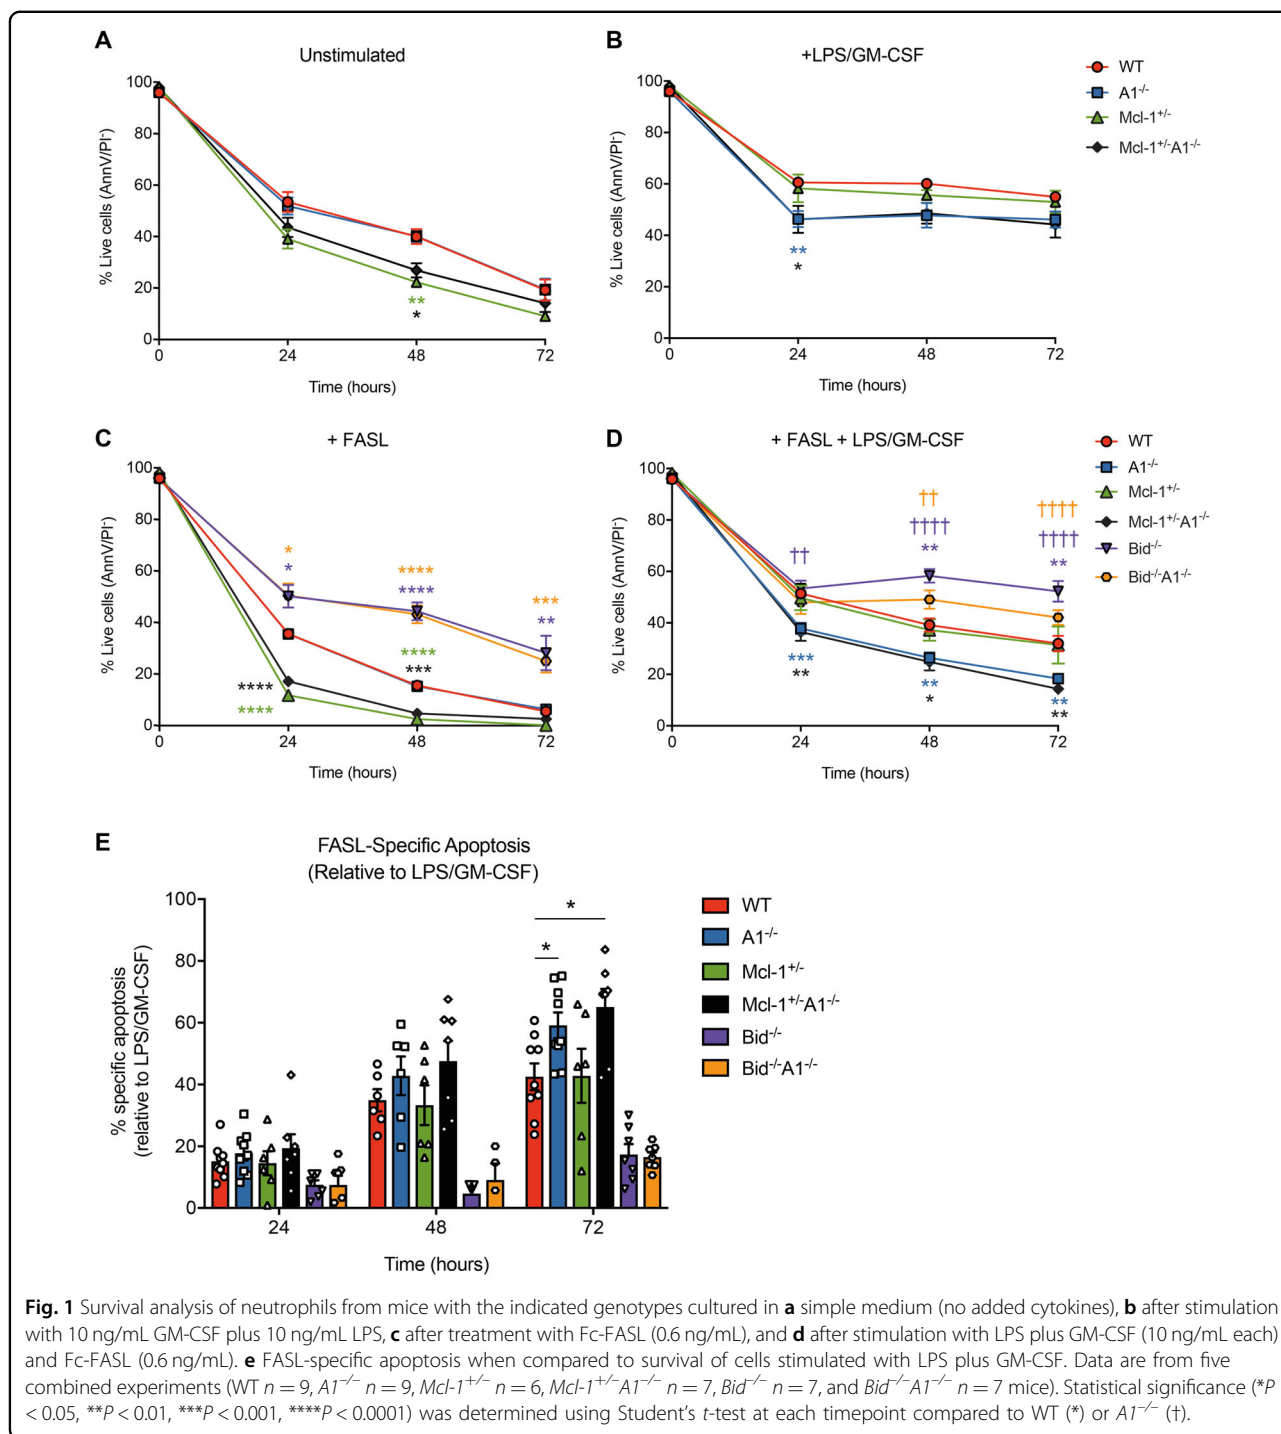 A
Unstimulated
% Live cells (AnnV/PI⁻)
100
80
60
40
20
0
**
*
0
24
48
72
Time (hours)
B
+LPS/GM-CSF
% Live cells (AnnV/PI⁻)
100
80
60
40
20
0
**
*
0
24
48
72
Time (hours)
WT
A1⁻/⁻
Mcl-1⁺/⁻
Mcl-1⁺/⁻A1⁻/⁻
C
+ FASL
% Live cells (AnnV/PI⁻)
100
80
60
40
20
0
*
*
****
****
****
****
****
***
***
**
0
24
48
72
Time (hours)
D
+ FASL + LPS/GM-CSF
% Live cells (AnnV/PI⁻)
100
80
60
40
20
0
††
***
**
††
††††
**
**
*
††††
††††
**
**
**
0
24
48
72
Time (hours)
WT
A1⁻/⁻
Mcl-1⁺/⁻
Mcl-1⁺/⁻A1⁻/⁻
Bid⁻/⁻
Bid⁻/⁻A1⁻/⁻
E
FASL-Specific Apoptosis
(Relative to LPS/GM-CSF)
% specific apoptosis
(relative to LPS/GM-CSF)
100
80
60
40
20
0
*
*
24
48
72
Time (hours)
WT
A1⁻/⁻
Mcl-1⁺/⁻
Mcl-1⁺/⁻A1⁻/⁻
Bid⁻/⁻
Bid⁻/⁻A1⁻/⁻
Fig. 1 Survival analysis of neutrophils from mice with the indicated genotypes cultured in a simple medium (no added cytokines), b after stimulation
with 10 ng/mL GM-CSF plus 10 ng/mL LPS, c after treatment with Fc-FASL (0.6 ng/mL), and d after stimulation with LPS plus GM-CSF (10 ng/mL each)
and Fc-FASL (0.6 ng/mL). e FASL-specific apoptosis when compared to survival of cells stimulated with LPS plus GM-CSF. Data are from five
combined experiments (WT n = 9, A1⁻/⁻ n = 9, Mcl-1⁺/⁻ n = 6, Mcl-1⁺/⁻A1⁻/⁻ n = 7, Bid⁻/⁻ n = 7, and Bid⁻/⁻A1⁻/⁻ n = 7 mice). Statistical significance (*P
< 0.05, **P < 0.01, ***P < 0.001, ****P < 0.0001) was determined using Student's t-test at each timepoint compared to WT (*) or A1⁻/⁻ (†).